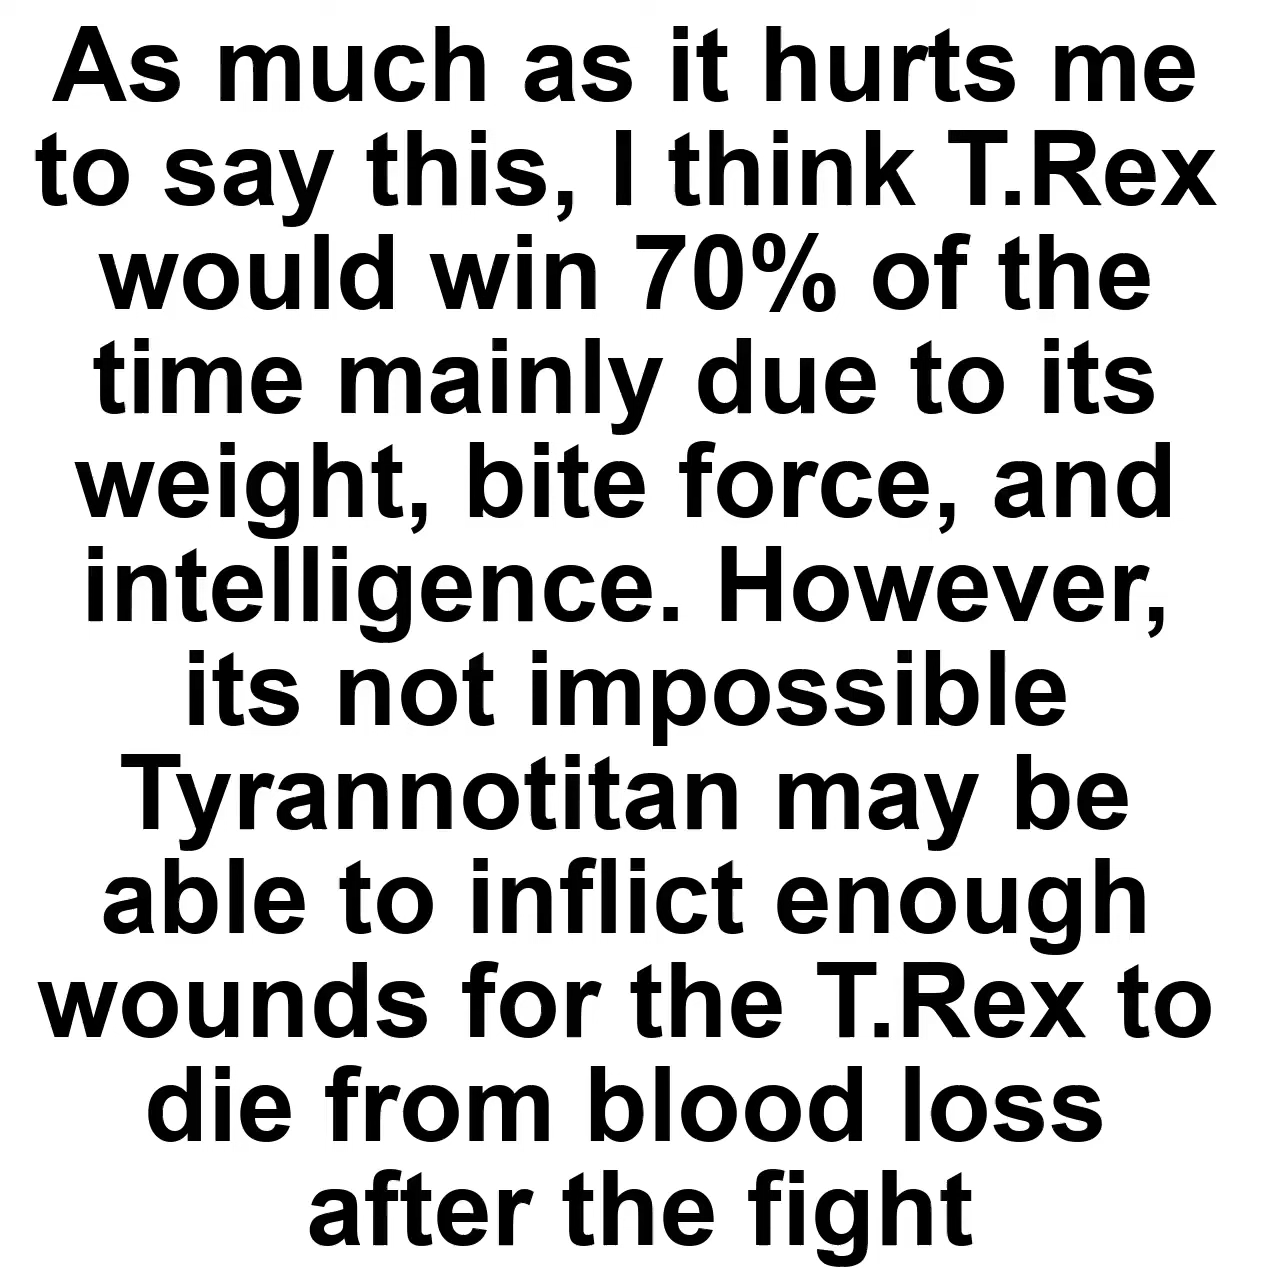 As much as it hurts me
to say this, I think T.Rex
would win 70% of the
time mainly due to its
weight, bite force, and
intelligence. However,
its not impossible
Tyrannotitan may be
able to inflict enough
wounds for the T.Rex to
die from blood loss
after the fight